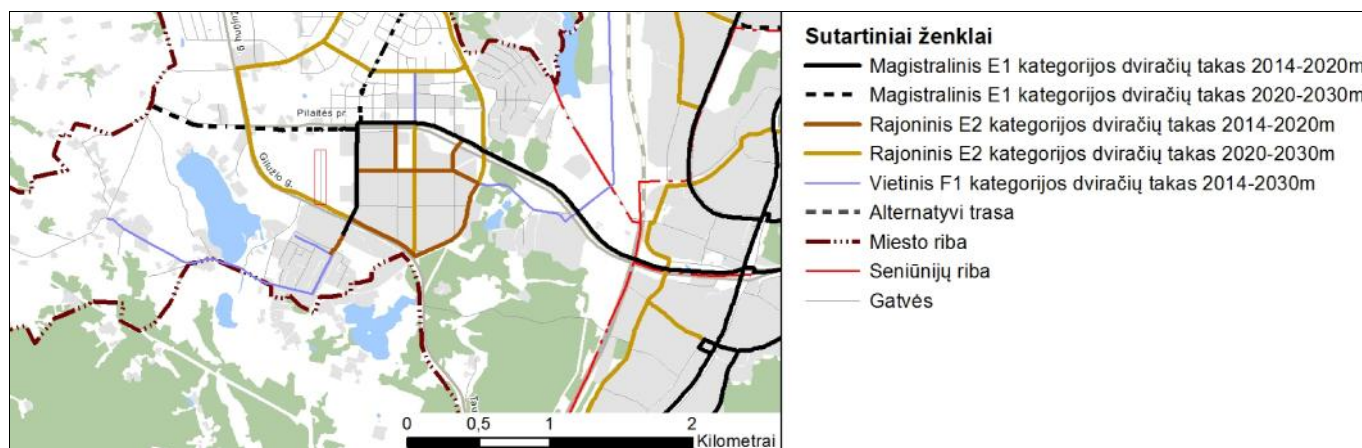 žiūnų g.
Pilaitės pr.
Gilužio g.
0 0,5 1 2
Kilometrai
Sutartiniai ženklai
Magistralinis E1 kategorijos dviračių takas 2014-2020m
Magistralinis E1 kategorijos dviračių takas 2020-2030m
Rajoninis E2 kategorijos dviračių takas 2014-2020m
Rajoninis E2 kategorijos dviračių takas 2020-2030m
Vietinis F1 kategorijos dviračių takas 2014-2030m
Alternatyvi trasa
Miesto riba
Seniūnijų riba
Gatvės